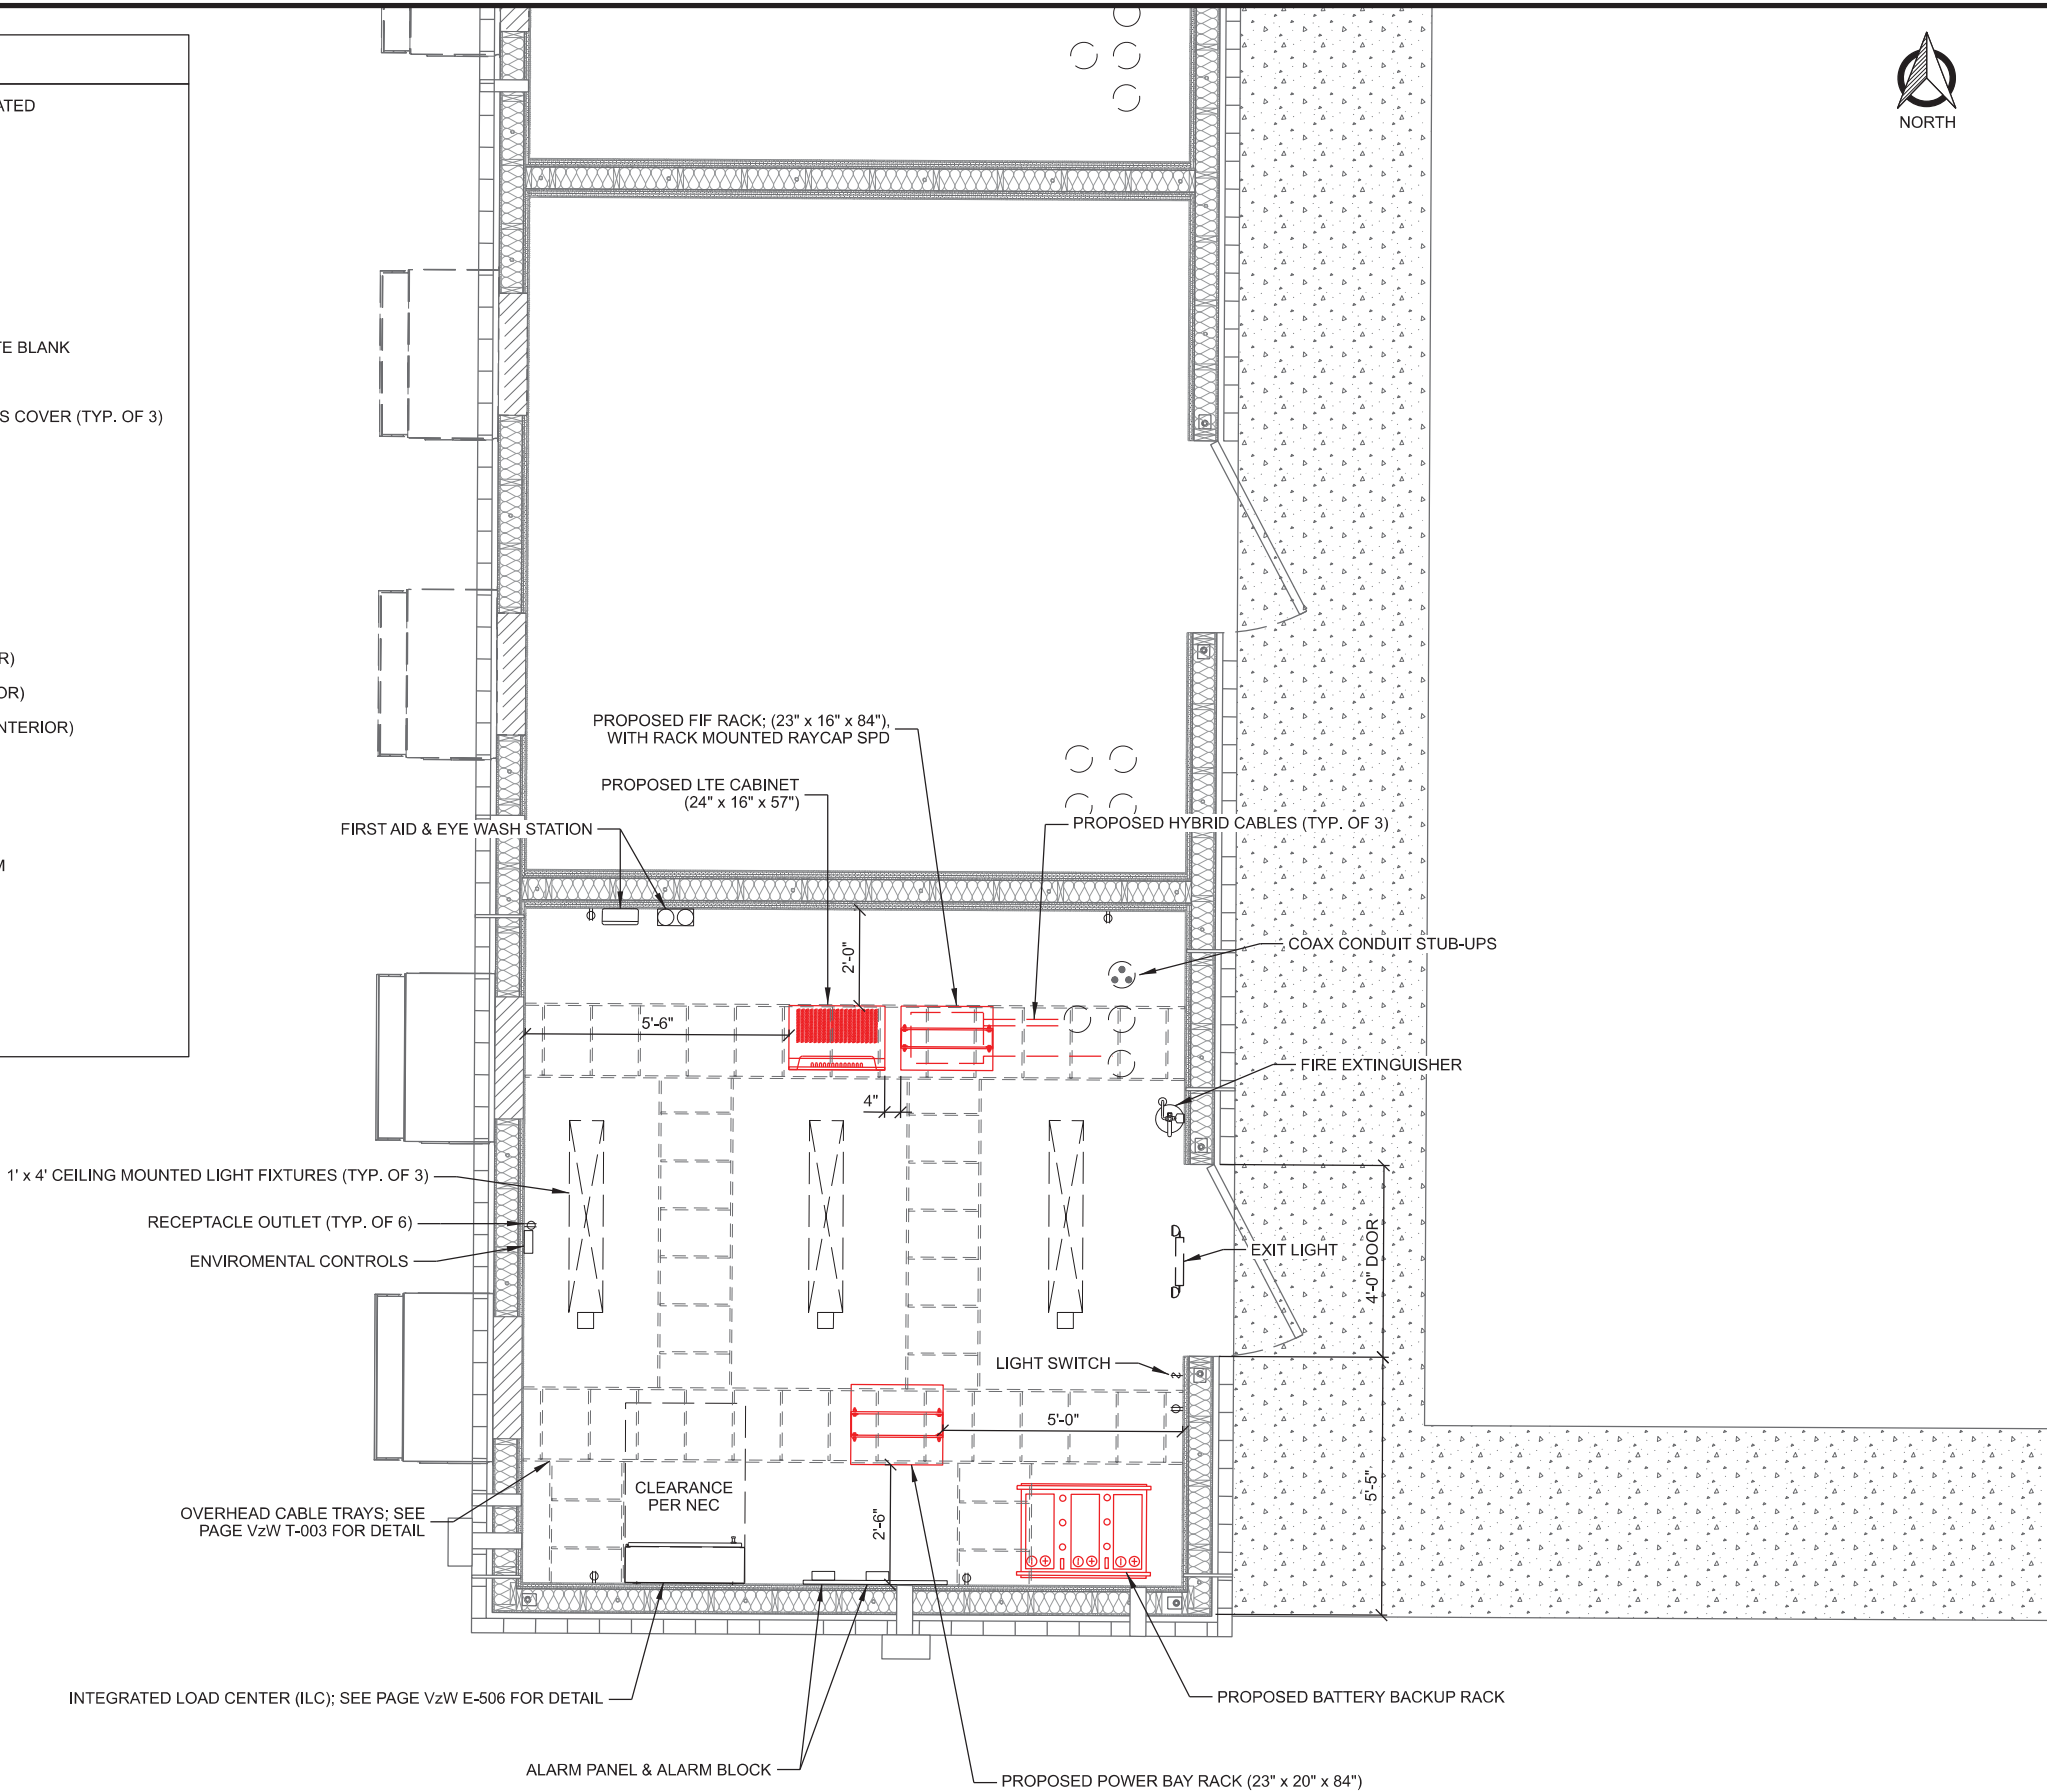 ATED
NORTH
TE BLANK
S COVER (TYP. OF 3)
R)
OR)
NTERIOR)
M
PROPOSED FIF RACK; (23" x 16" x 84"),
WITH RACK MOUNTED RAYCAP SPD
PROPOSED LTE CABINET
(24" x 16" x 57")
FIRST AID & EYE WASH STATION
PROPOSED HYBRID CABLES (TYP. OF 3)
2'-0"
COAX CONDUIT STUB-UPS
5'-6"
FIRE EXTINGUISHER
4"
1' x 4' CEILING MOUNTED LIGHT FIXTURES (TYP. OF 3)
RECEPTACLE OUTLET (TYP. OF 6)
ENVIROMENTAL CONTROLS
EXIT LIGHT
4'-0" DOOR
LIGHT SWITCH
5'-0"
CLEARANCE
PER NEC
OVERHEAD CABLE TRAYS; SEE
PAGE VzW T-003 FOR DETAIL
2'-6"
5'-5"
INTEGRATED LOAD CENTER (ILC); SEE PAGE VzW E-506 FOR DETAIL
PROPOSED BATTERY BACKUP RACK
ALARM PANEL & ALARM BLOCK
PROPOSED POWER BAY RACK (23" x 20" x 84")